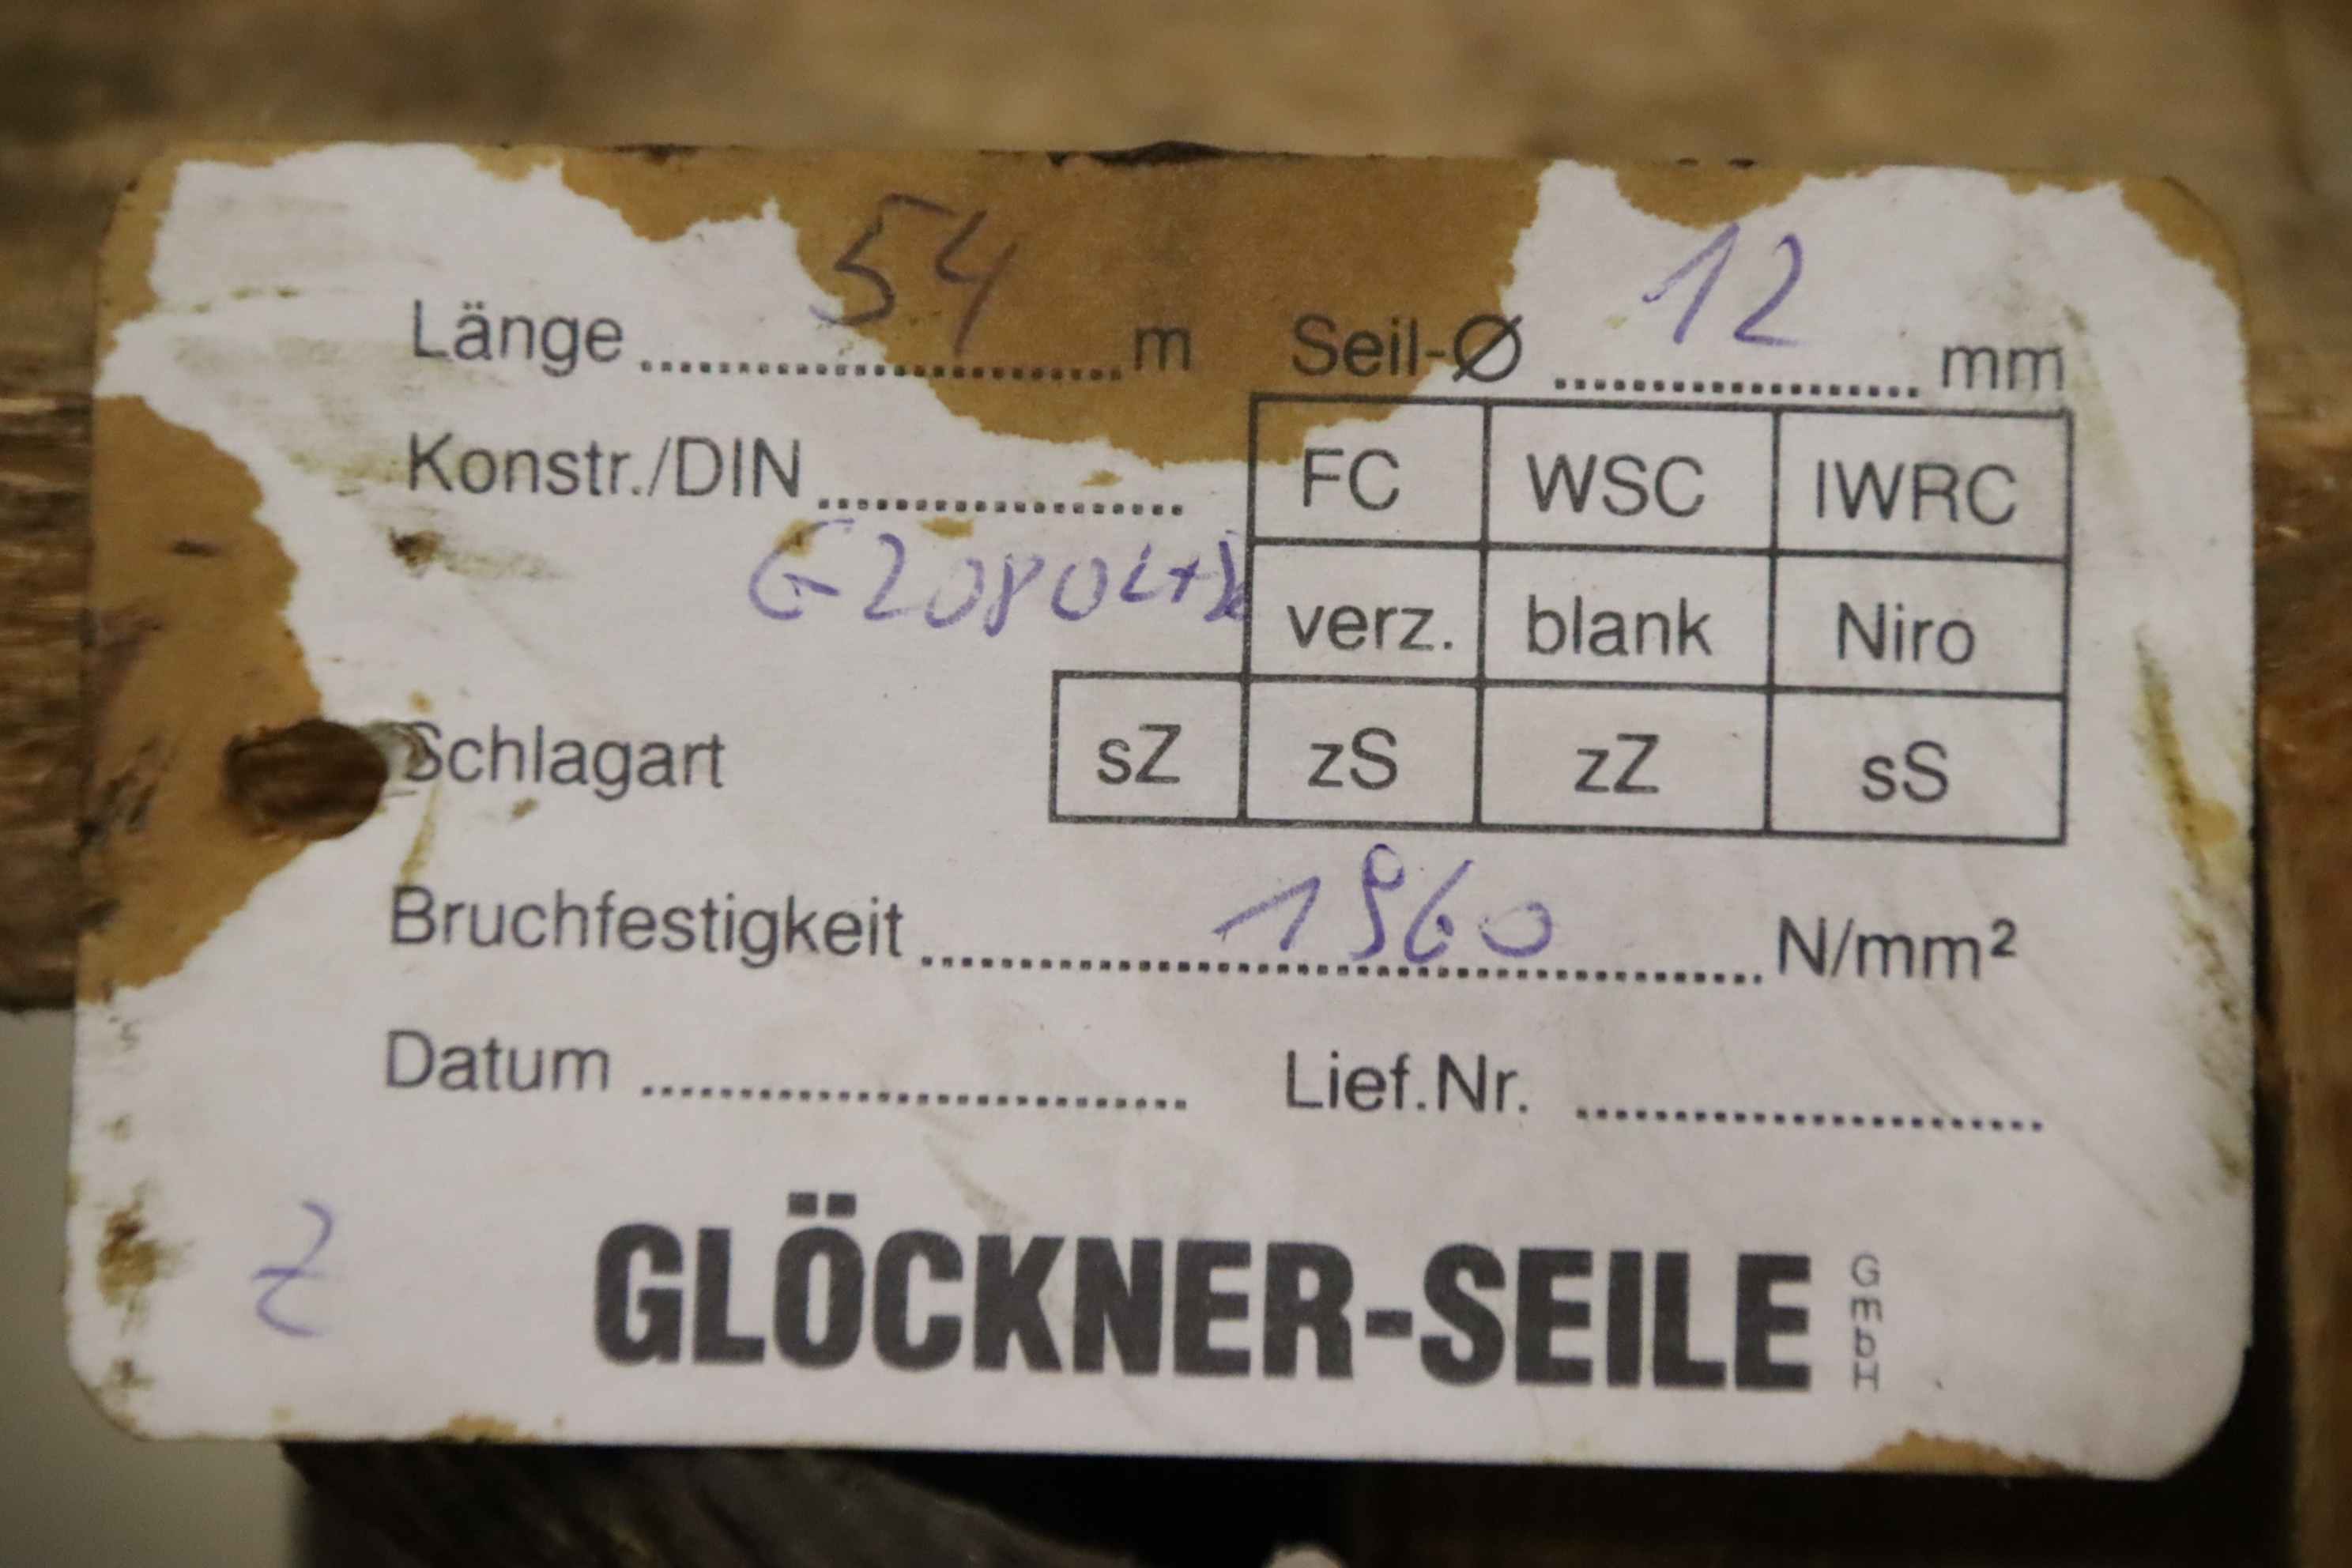 Länge 54 m Seil-Ø 12 mm
Konstr./DIN FC WSC IWRC
verz. blank Niro
Schlagart sZ zS zZ sS
Bruchfestigkeit 1960 N/mm²
Datum Lief.Nr.
Z GLÖCKNER-SEILE GmbH